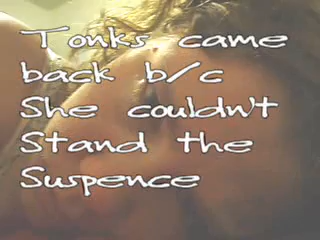 Tonks came
back b/c
She couldn't
Stand the
Suspence